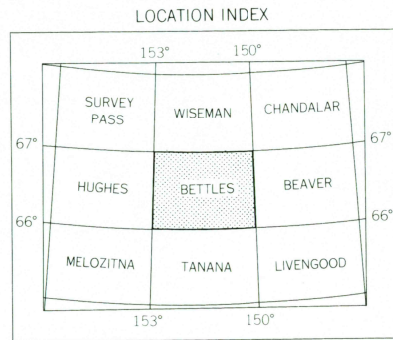 LOCATION INDEX
153° 150°
SURVEY PASS WISEMAN CHANDALAR
67° 67°
HUGHES BETTLES BEAVER
66° 66°
MELOZITNA TANANA LIVENGOOD
153° 150°